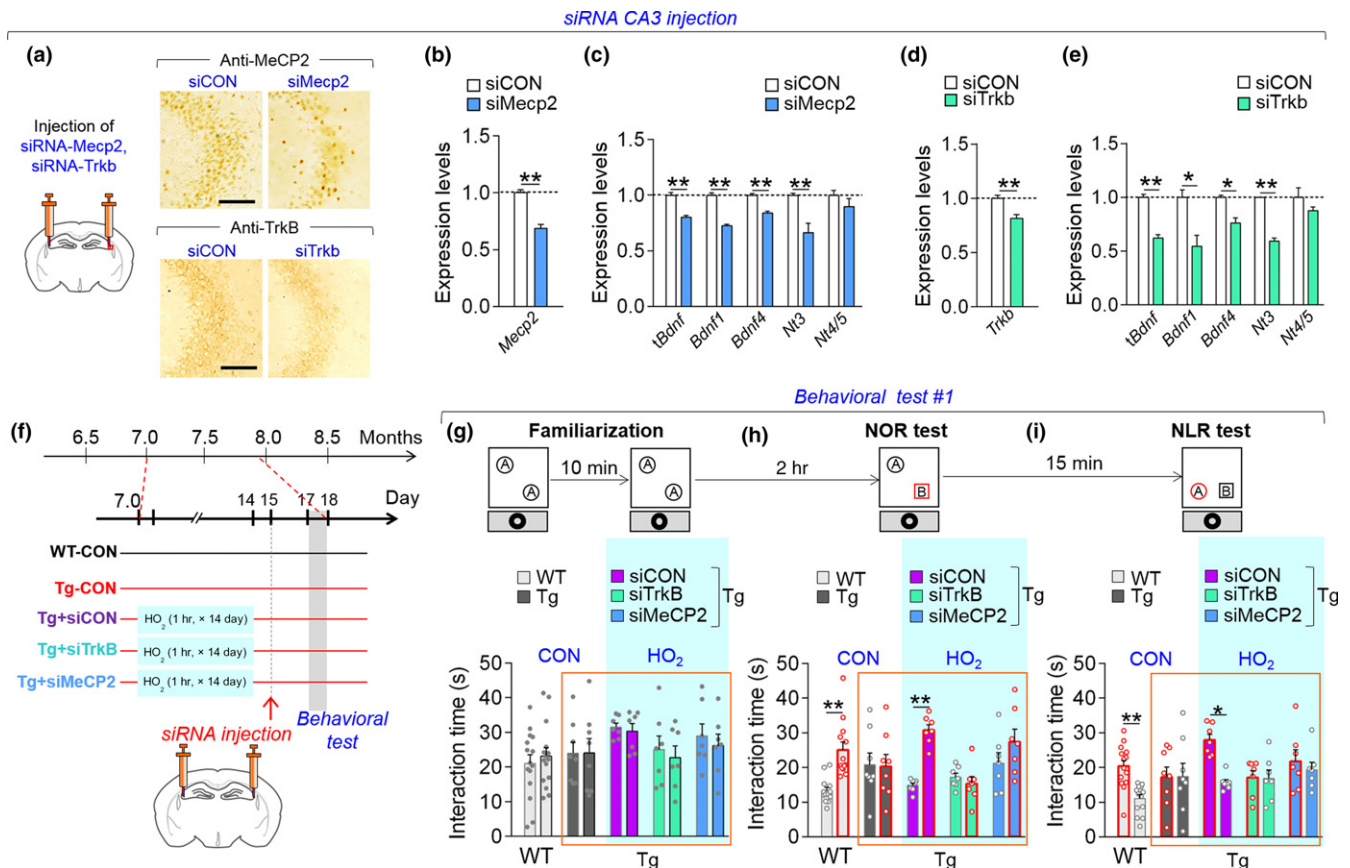 siRNA CA3 injection
(a)
Anti-MeCP2
siCON siMecp2
Injection of
siRNA-Mecp2,
siRNA-Trkb
Anti-TrkB
siCON siTrkb
(b)
siCON
siMecp2
Expression levels
1.5
1.0
0.5
0.0
**
Mecp2
(c)
siCON
siMecp2
Expression levels
1.5
1.0
0.5
0.0
** ** ** **
tBdnf Bdnf1 Bdnf4 Nt3 Nt4/5
(d)
siCON
siTrkb
Expression levels
1.5
1.0
0.5
0.0
**
Trkb
(e)
siCON
siTrkb
Expression levels
1.5
1.0
0.5
0.0
** * * **
tBdnf Bdnf1 Bdnf4 Nt3 Nt4/5
(f)
6.5 7.0 7.5 8.0 8.5 Months
7.0 14 15 17 18 Day
WT-CON
Tg-CON
Tg+siCON HO2 (1 hr, × 14 day)
Tg+siTrkB HO2 (1 hr, × 14 day)
Tg+siMeCP2 HO2 (1 hr, × 14 day)
siRNA injection
Behavioral
test
Behavioral test #1
(g) Familiarization
A A
10 min
A A
WT
Tg
siCON
siTrkB
siMeCP2
Tg
CON HO2
Interaction time (s)
50
40
30
20
10
0
WT Tg
(h) NOR test
2 hr
A B
WT
Tg
siCON
siTrkB
siMeCP2
Tg
CON HO2
Interaction time (s)
50
40
30
20
10
0
** **
WT Tg
(i) NLR test
15 min
A B
WT
Tg
siCON
siTrkB
siMeCP2
Tg
CON HO2
Interaction time (s)
50
40
30
20
10
0
** *
WT Tg